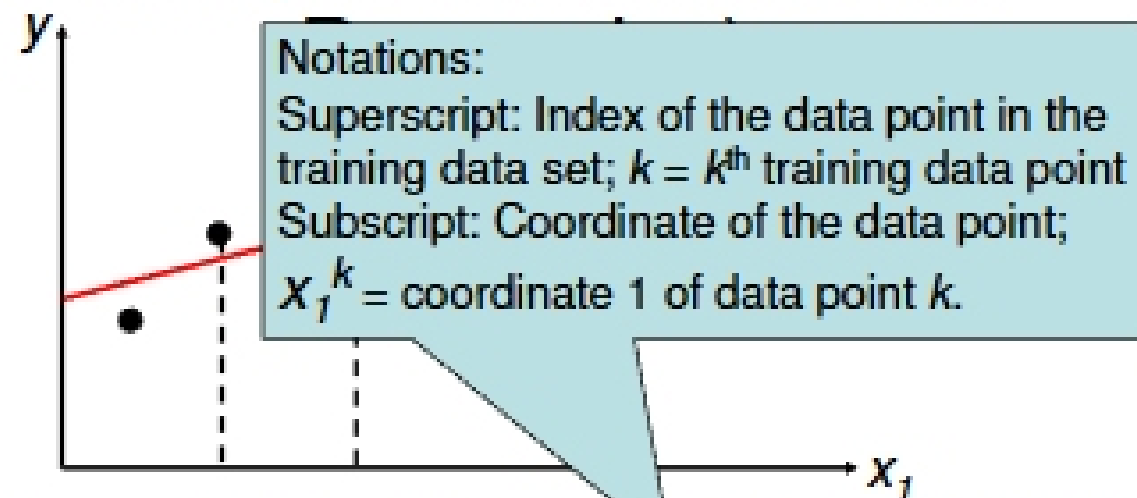 y
Notations:
Superscript: Index of the data point in the
training data set; k = kth training data point
Subscript: Coordinate of the data point;
x1k = coordinate 1 of data point k.
x1